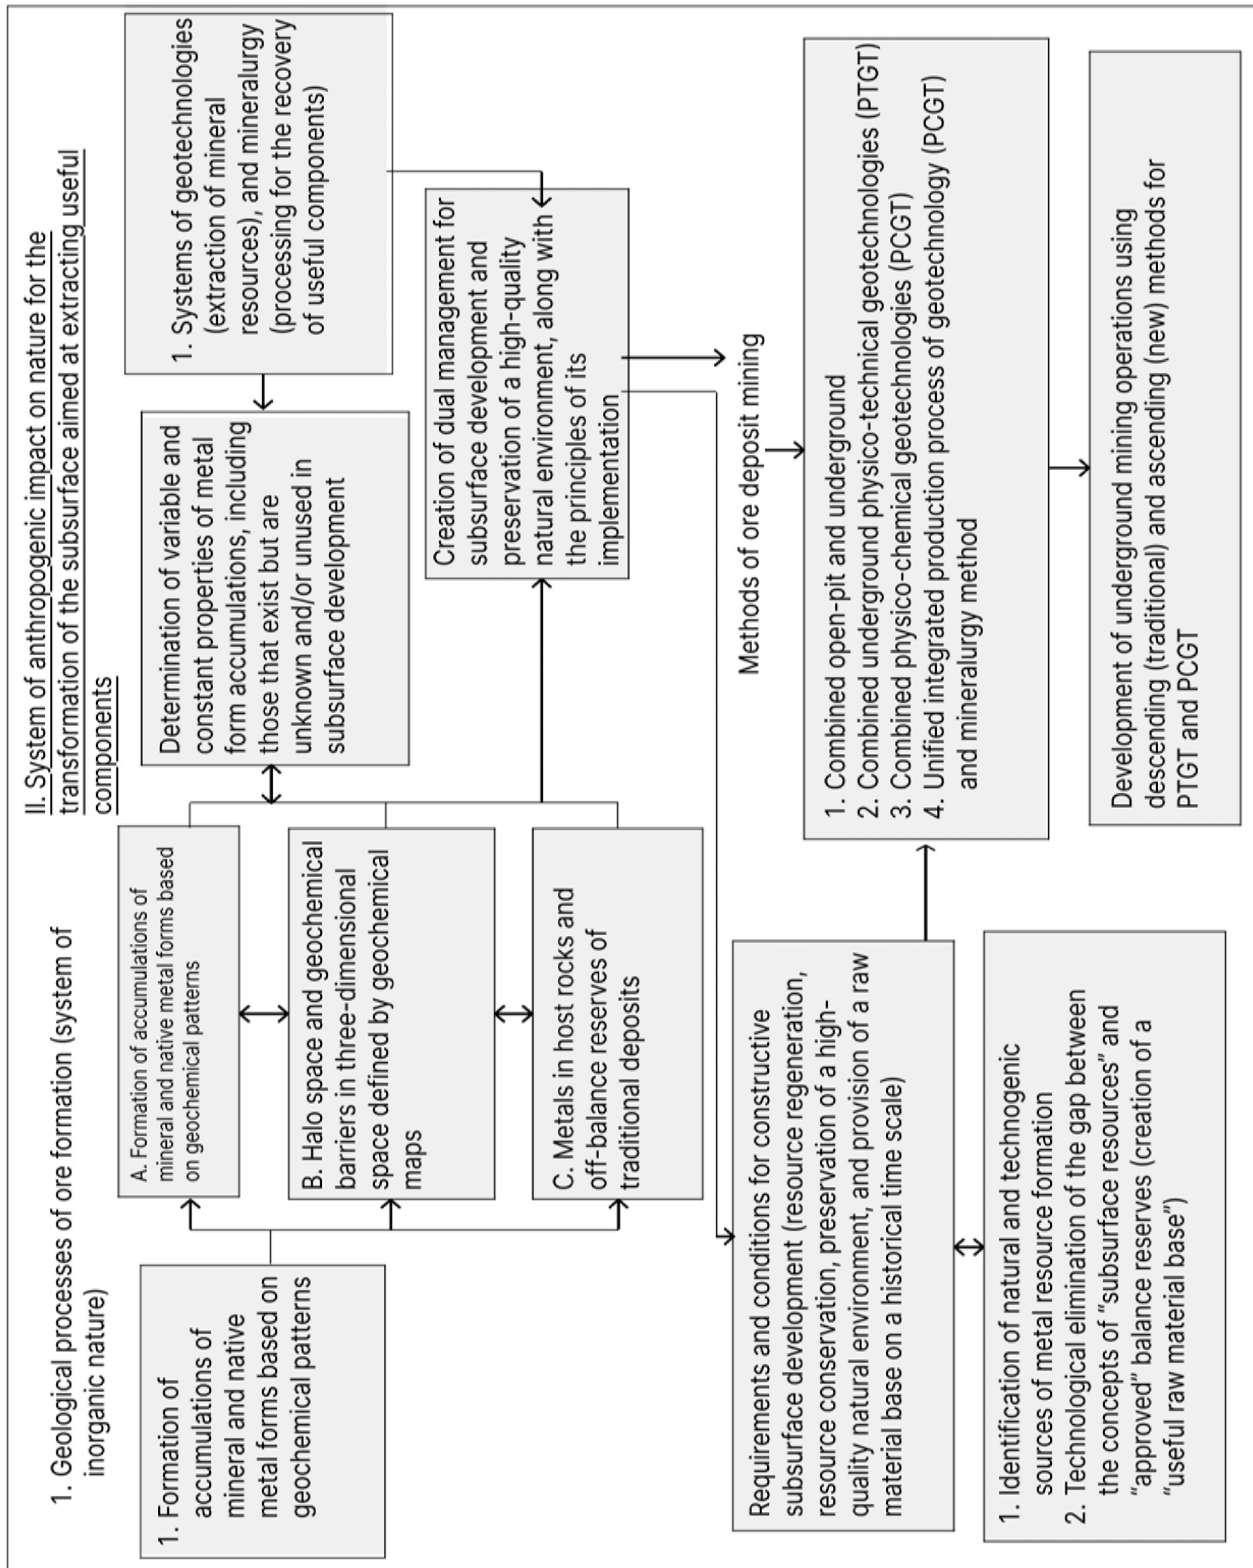 1. Geological processes of ore formation (system of
inorganic nature)
II. System of anthropogenic impact on nature for the
transformation of the subsurface aimed at extracting useful
components
1. Formation of
accumulations of
mineral and native
metal forms based on
geochemical patterns
A. Formation of accumulations of
mineral and native metal forms based
on geochemical patterns
B. Halo space and geochemical
barriers in three-dimensional
space defined by geochemical
maps
C. Metals in host rocks and
off-balance reserves of
traditional deposits
Determination of variable and
constant properties of metal
form accumulations, including
those that exist but are
unknown and/or unused in
subsurface development
1. Systems of geotechnologies
(extraction of mineral
resources), and mineralurgy
(processing for the recovery
of useful components)
Creation of dual management for
subsurface development and
preservation of a high-quality
natural environment, along with
the principles of its
implementation
Requirements and conditions for constructive
subsurface development (resource regeneration,
resource conservation, preservation of a high-
quality natural environment, and provision of a raw
material base on a historical time scale)
1. Identification of natural and technogenic
sources of metal resource formation
2. Technological elimination of the gap between
the concepts of “subsurface resources” and
“approved” balance reserves (creation of a
“useful raw material base”)
Methods of ore deposit mining
1. Combined open-pit and underground
2. Combined underground physico-technical geotechnologies (PTGT)
3. Combined physico-chemical geotechnologies (PCGT)
4. Unified integrated production process of geotechnology (PCGT)
and mineralurgy method
Development of underground mining operations using
descending (traditional) and ascending (new) methods for
PTGT and PCGT